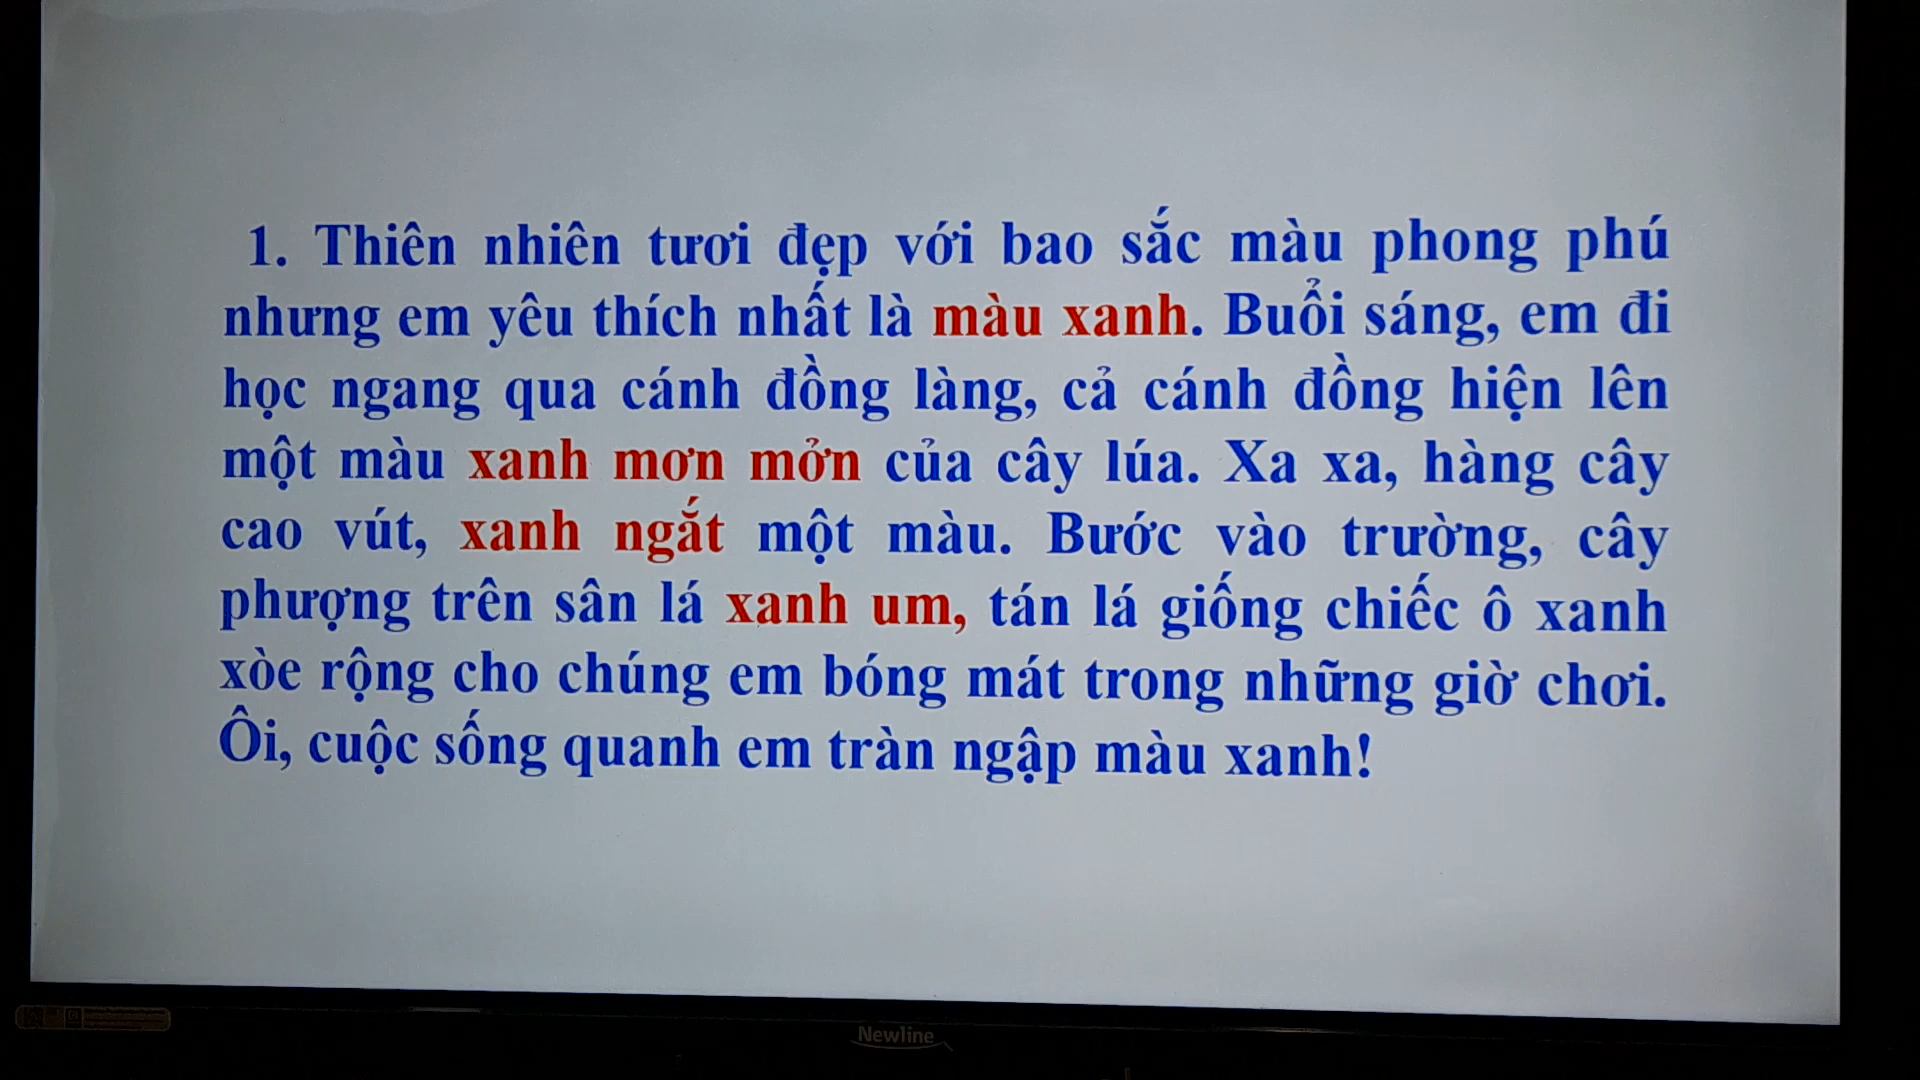 1. Thiên nhiên tươi đẹp với bao sắc màu phong phú
nhưng em yêu thích nhất là màu xanh. Buổi sáng, em đi
học ngang qua cánh đồng làng, cả cánh đồng hiện lên
một màu xanh mơn mởn của cây lúa. Xa xa, hàng cây
cao vút, xanh ngắt một màu. Bước vào trường, cây
phượng trên sân lá xanh um, tán lá giống chiếc ô xanh
xòe rộng cho chúng em bóng mát trong những giờ chơi.
Ôi, cuộc sống quanh em tràn ngập màu xanh!
Newline